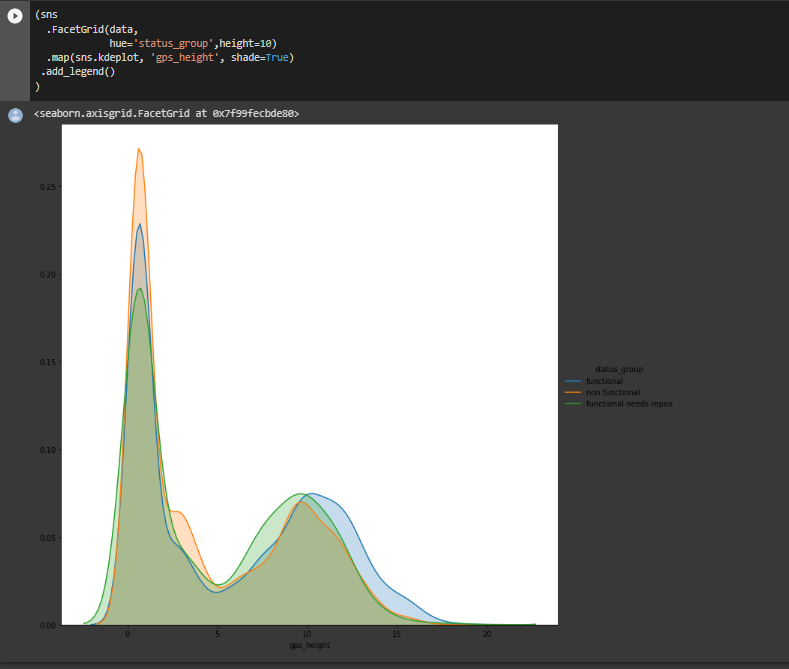 (sns
.FacetGrid(data,
hue='status_group',height=10)
.map(sns.kdeplot, 'gps_height', shade=True)
.add_legend()
)
<seaborn.axisgrid.FacetGrid at 0x7f99fecbde80>
0.25
0.20
0.15
0.10
0.05
0.00
0
5
10
15
20
gps_height
status_group
functional
non functional
functional needs repair